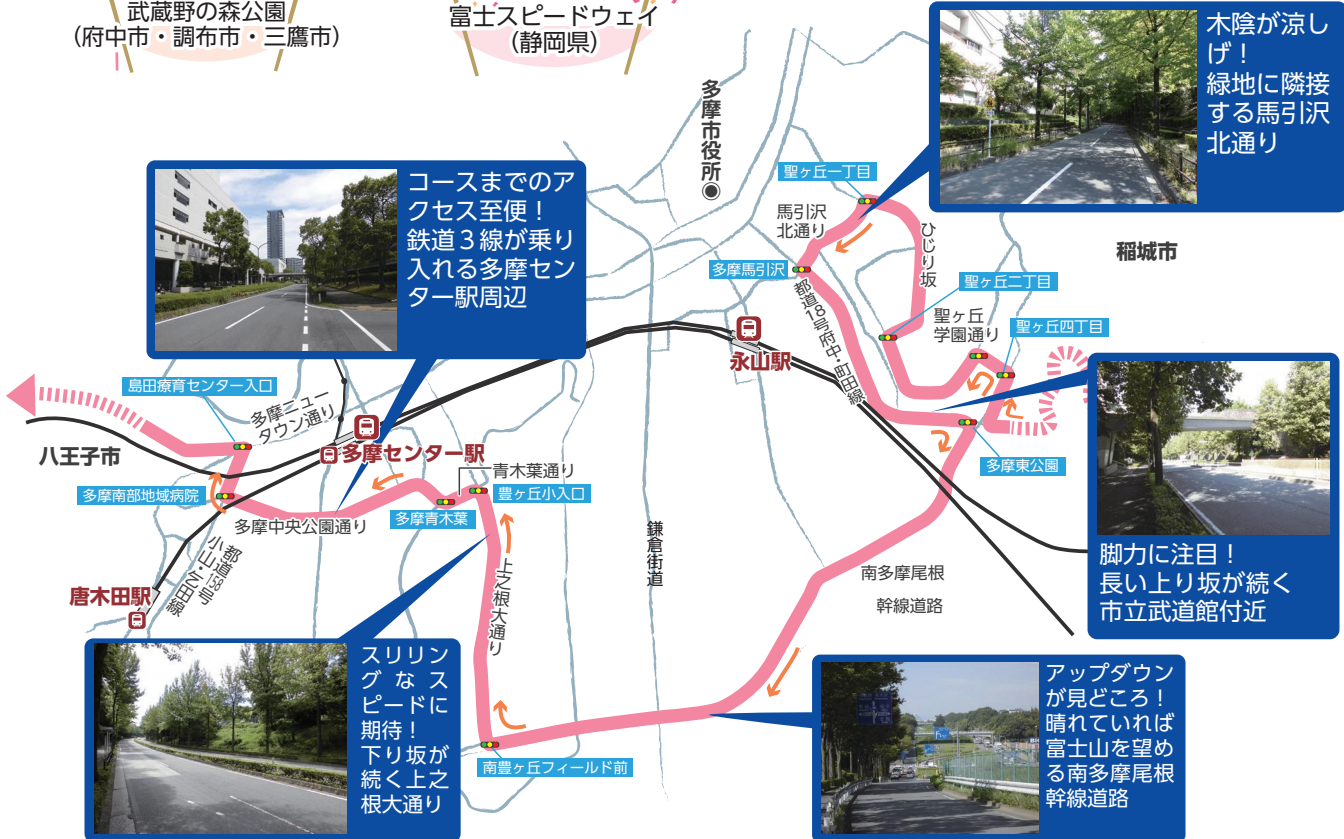 武蔵野の森公園
(府中市・調布市・三鷹市)
富士スピードウェイ
(静岡県)
木陰が涼し
げ！
緑地に隣接
する馬引沢
北通り
多摩市役所
聖ヶ丘一丁目
馬引沢
北通り
ひじり坂
稲城市
コースまでのア
クセス至便！
鉄道３線が乗り
入れる多摩セン
ター駅周辺
多摩馬引沢
聖ヶ丘二丁目
都道18号府中・町田線
聖ヶ丘
学園通り
聖ヶ丘四丁目
永山駅
島田療育センター入口
多摩ニュー
タウン通り
八王子市
多摩センター駅
青木葉通り
多摩東公園
多摩南部地域病院
豊ヶ丘小入口
多摩青木葉
多摩中央公園通り
都道158号
小山・乞田線
鎌倉街道
上之根大通り
南多摩尾根
幹線道路
唐木田駅
脚力に注目！
長い上り坂が続く
市立武道館付近
スリリン
グなス
ピードに
期待！
下り坂が
続く上之
根大通り
南豊ヶ丘フィールド前
アップダウン
が見どころ！
晴れていれば
富士山を望め
る南多摩尾根
幹線道路